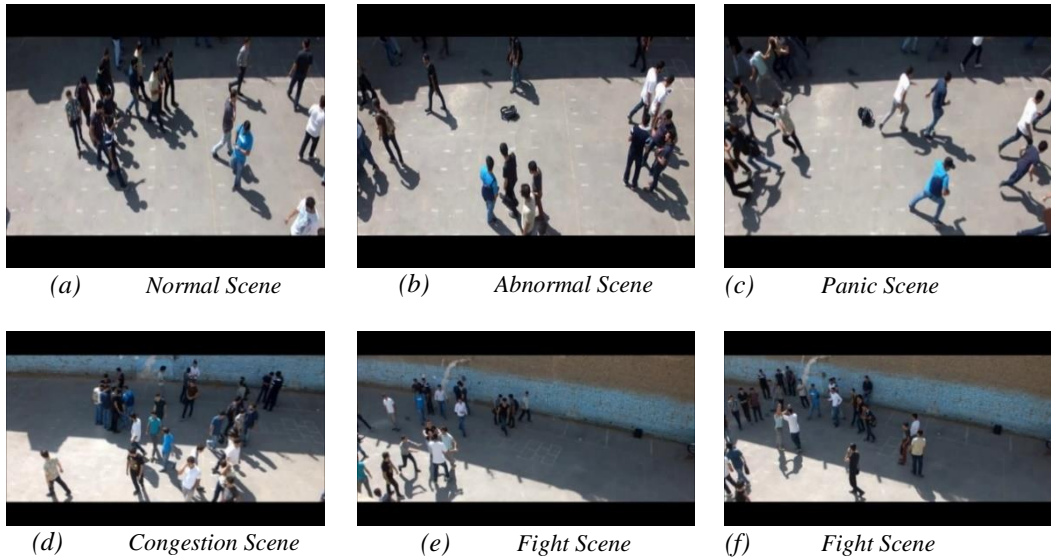 (a) Normal Scene
(b) Abnormal Scene
(c) Panic Scene
(d) Congestion Scene
(e) Fight Scene
(f) Fight Scene